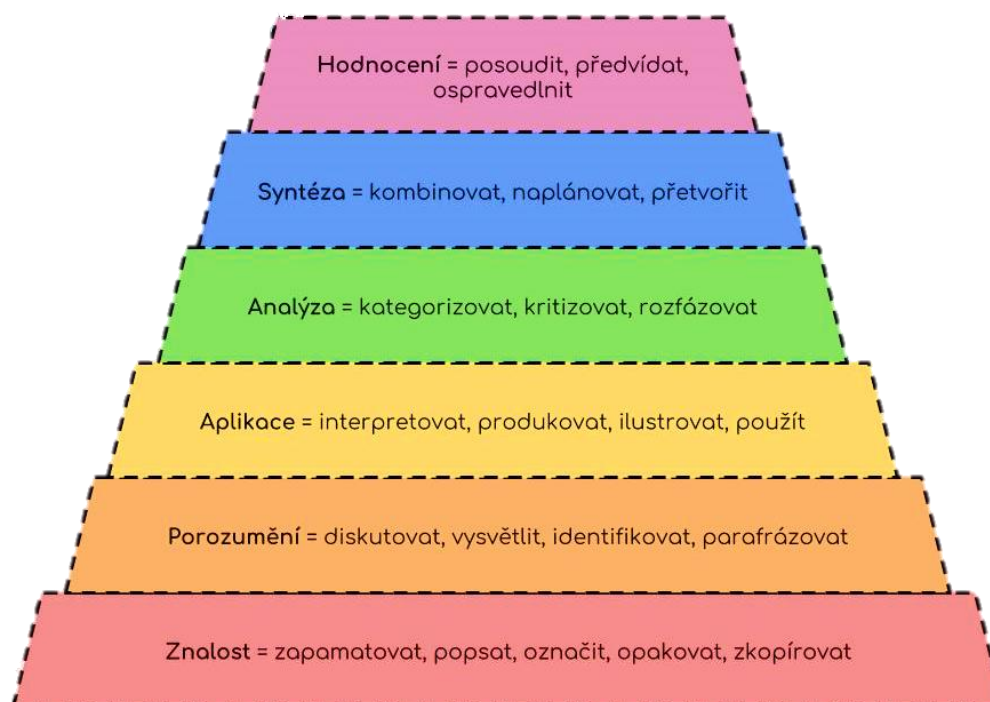 Hodnocení = posoudit, předvídat,
ospravedlnit
Syntéza = kombinovat, naplánovat, přetvořit
Analýza = kategorizovat, kritizovat, rozfázovat
Aplikace = interpretovat, produkovat, ilustrovat, použít
Porozumění = diskutovat, vysvětlit, identifikovat, parafrázovat
Znalost = zapamatovat, popsat, označit, opakovat, zkopírovat